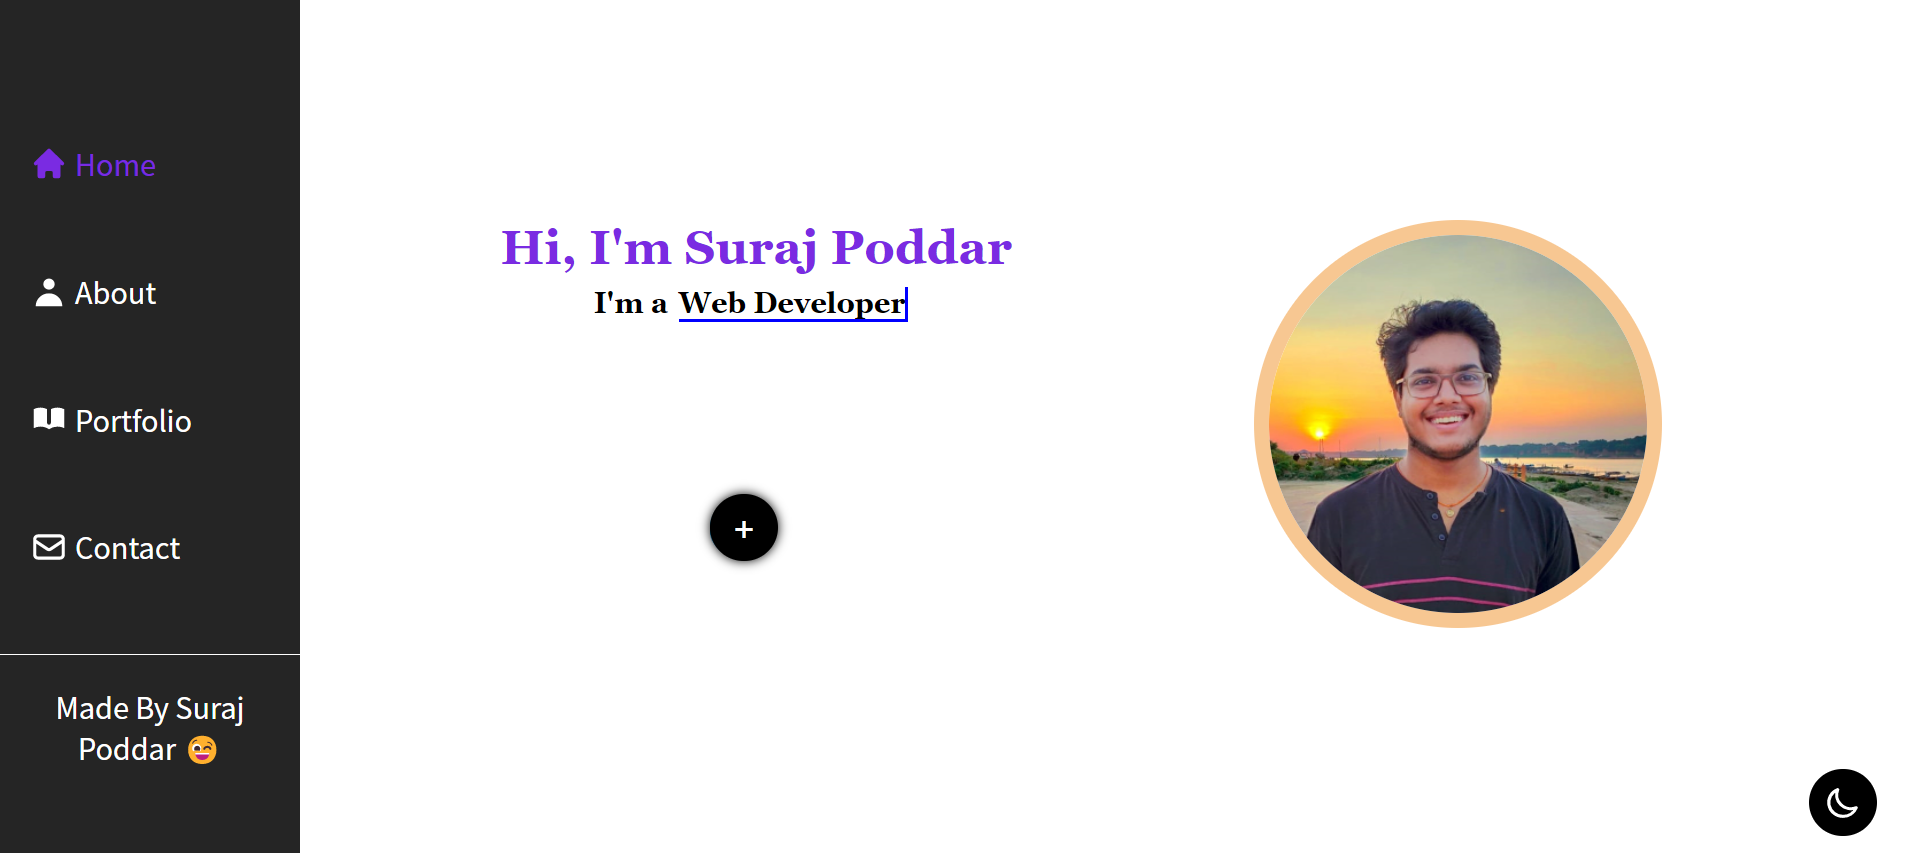 Home
About
Portfolio
Contact
Made By Suraj
Poddar 😜
Hi, I'm Suraj Poddar
I'm a Web Developer
+